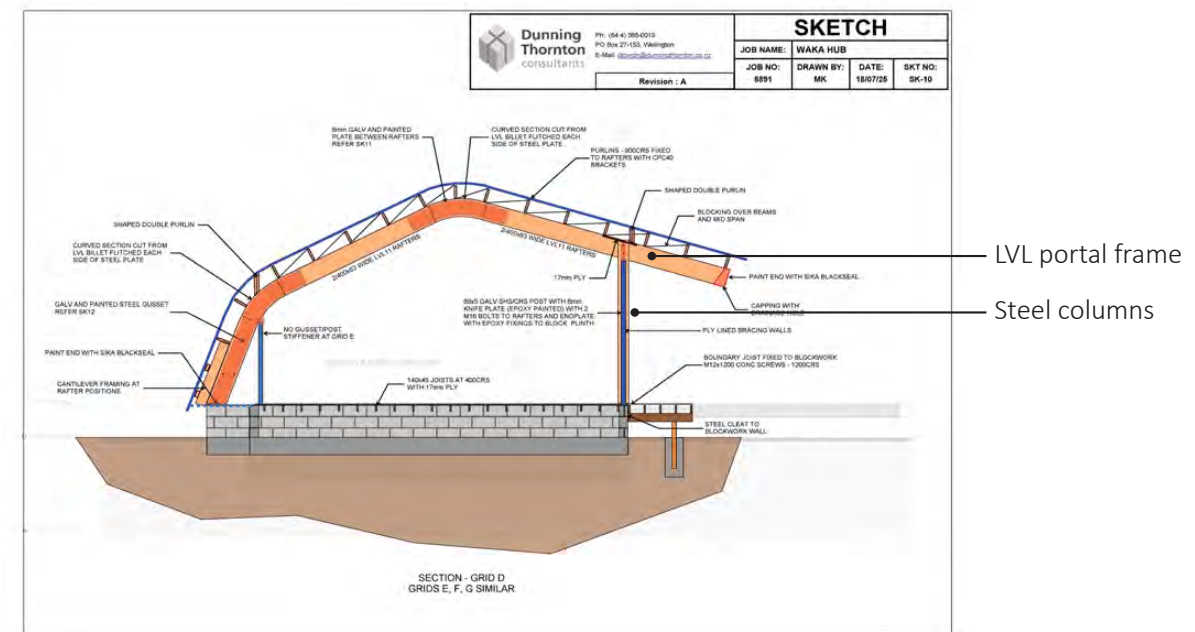 Dunning
Thornton
consultants
Ph: (64 4) 385-0019
PO Box 27-153, Wellington
E-Mail:
Revision : A
SKETCH
JOB NAME: WAKA HUB
JOB NO: DRAWN BY: DATE: SKT NO:
8891 MK 18/07/25 SK-10
8mm GALV AND PAINTED
PLATE BETWEEN RAFTERS
REFER SK11
CURVED SECTION CUT FROM
LVL BILLET FLITCHED EACH
SIDE OF STEEL PLATE
PURLINS - 900CRS FIXED
TO RAFTERS WITH CPC40
BRACKETS
SHAPED DOUBLE PURLIN
BLOCKING OVER BEAMS
AND MID SPAN
SHAPED DOUBLE PURLIN
CURVED SECTION CUT FROM
LVL BILLET FLITCHED EACH
SIDE OF STEEL PLATE
2/400x63 WIDE LVL11 RAFTERS
2/400x63 WIDE LVL11 RAFTERS
LVL portal frame
17mm PLY
PAINT END WITH SIKA BLACKSEAL
GALV AND PAINTED STEEL GUSSET
REFER SK12
89x5 GALV SHS/CRS POST WITH 8mm
KNIFE PLATE (EPOXY PAINTED) WITH 2
M16 BOLTS TO RAFTERS AND ENDPLATE
WITH EPOXY FIXINGS TO BLOCK PLINTH
CAPPING WITH
DRAINAGE HOLE
Steel columns
NO GUSSET/POST
STIFFENER AT GRID E
PLY LINED BRACING WALLS
PAINT END WITH SIKA BLACKSEAL
BOUNDARY JOIST FIXED TO BLOCKWORK
M12x1200 CONC SCREWS - 1200CRS
CANTILEVER FRAMING AT
RAFTER POSITIONS
140x45 JOISTS AT 400CRS
WITH 17mm PLY
STEEL CLEAT TO
BLOCKWORK WALL
SECTION - GRID D
GRIDS E, F, G SIMILAR